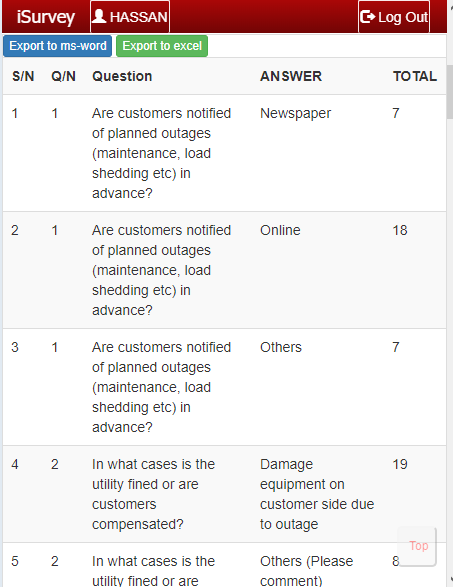 iSurvey HASSAN Log Out
Export to ms-word Export to excel
S/N Q/N Question ANSWER TOTAL
1 1 Are customers notified Newspaper 7
of planned outages
(maintenance, load
shedding etc) in
advance?
2 1 Are customers notified Online 18
of planned outages
(maintenance, load
shedding etc) in
advance?
3 1 Are customers notified Others 7
of planned outages
(maintenance, load
shedding etc) in
advance?
4 2 In what cases is the Damage 19
utility fined or are equipment on
customers customer side due
compensated? to outage
Top
5 2 In what cases is the Others (Please 8
utility fined or are comment)